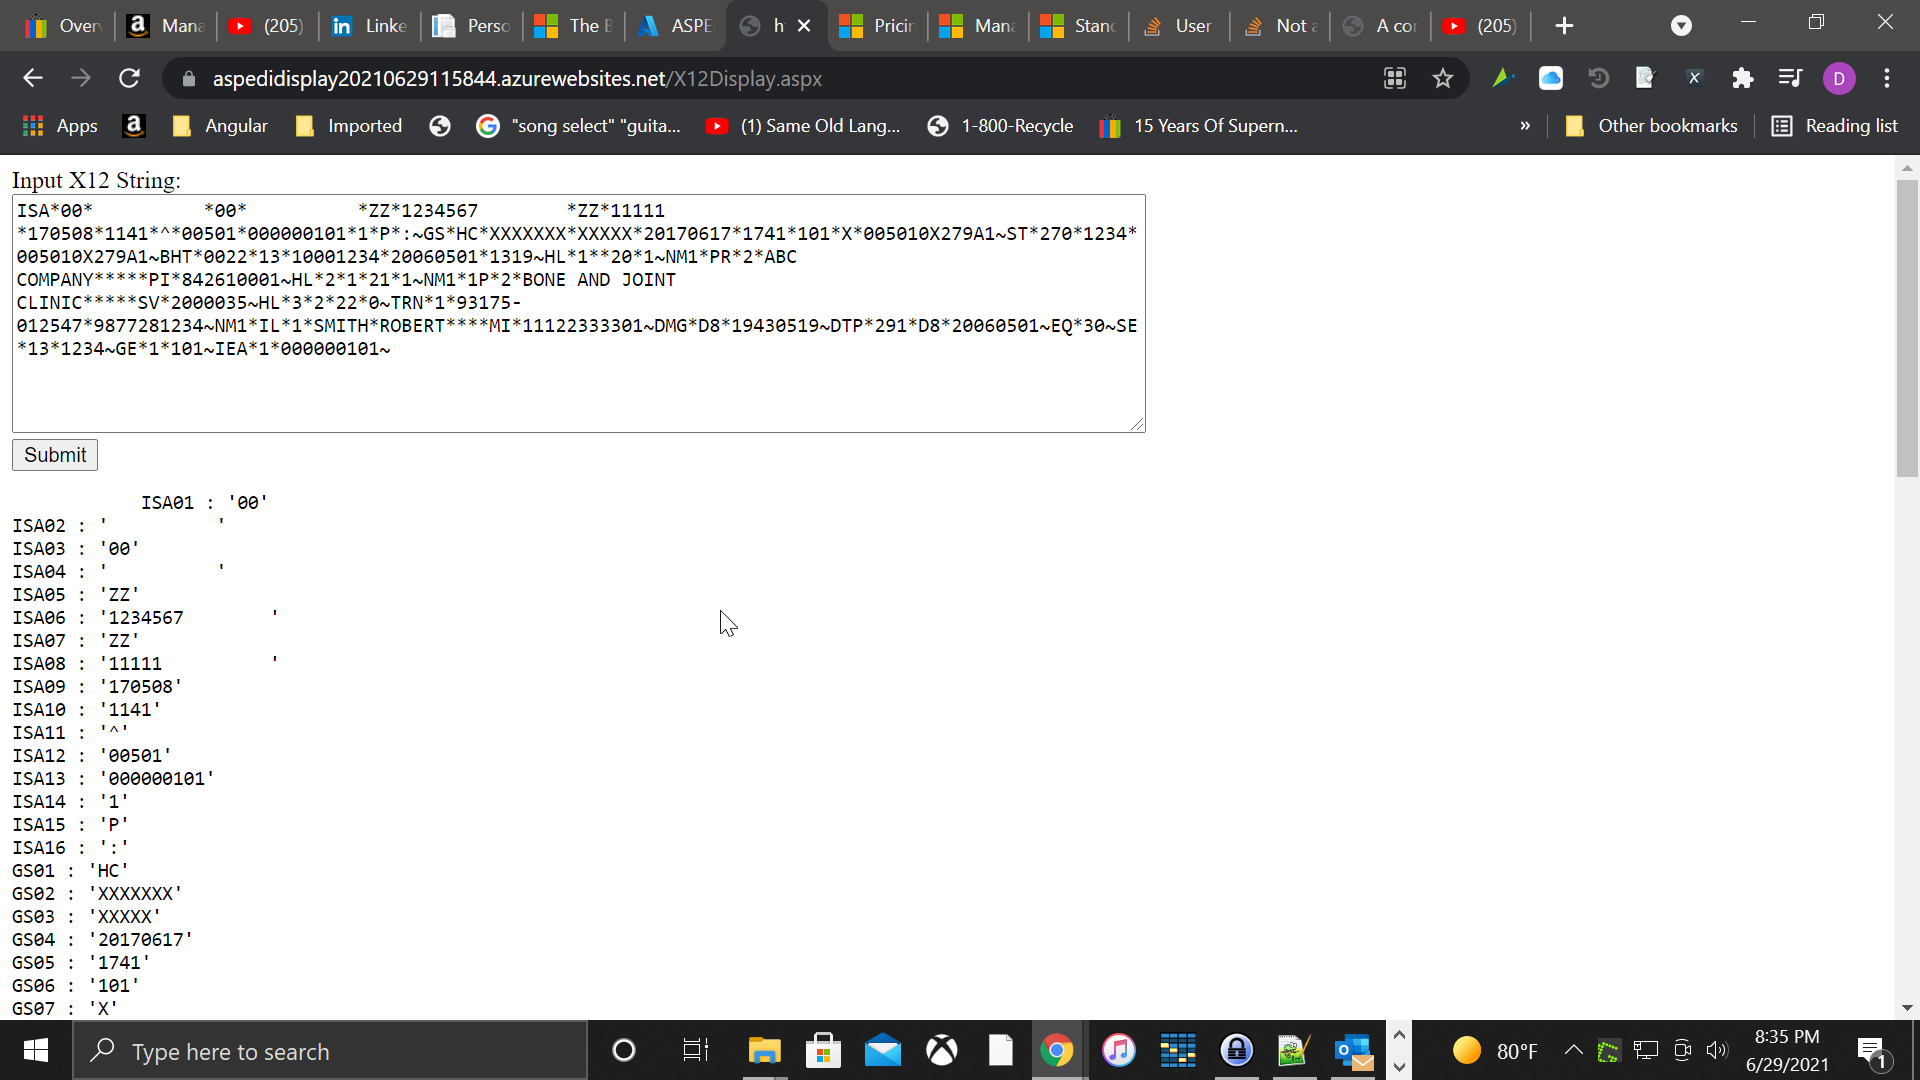 Over
Mana
(205)
Linke
Perso
The B
ASPE
h
Pricin
Mana
Stanc
User
Not a
A cor
(205)
aspedidisplay20210629115844.azurewebsites.net/X12Display.aspx
D
Apps
Angular
Imported
"song select" "guita...
(1) Same Old Lang...
1-800-Recycle
15 Years Of Supern...
»
Other bookmarks
Reading list
Input X12 String:
ISA*00*          *00*          *ZZ*1234567        *ZZ*11111
*170508*1141*^*00501*000000101*1*P*:~GS*HC*XXXXXXX*XXXXX*20170617*1741*101*X*005010X279A1~ST*270*1234*
005010X279A1~BHT*0022*13*10001234*20060501*1319~HL*1**20*1~NM1*PR*2*ABC
COMPANY*****PI*842610001~HL*2*1*21*1~NM1*1P*2*BONE AND JOINT
CLINIC*****SV*2000035~HL*3*2*22*0~TRN*1*93175-
012547*9877281234~NM1*IL*1*SMITH*ROBERT****MI*11122333301~DMG*D8*19430519~DTP*291*D8*20060501~EQ*30~SE
*13*1234~GE*1*101~IEA*1*000000101~
Submit
ISA01 : '00'
ISA02 : '          '
ISA03 : '00'
ISA04 : '          '
ISA05 : 'ZZ'
ISA06 : '1234567        '
ISA07 : 'ZZ'
ISA08 : '11111          '
ISA09 : '170508'
ISA10 : '1141'
ISA11 : '^'
ISA12 : '00501'
ISA13 : '000000101'
ISA14 : '1'
ISA15 : 'P'
ISA16 : ':'
GS01 : 'HC'
GS02 : 'XXXXXXX'
GS03 : 'XXXXX'
GS04 : '20170617'
GS05 : '1741'
GS06 : '101'
GS07 : 'X'
Type here to search
80°F
8:35 PM
6/29/2021
1